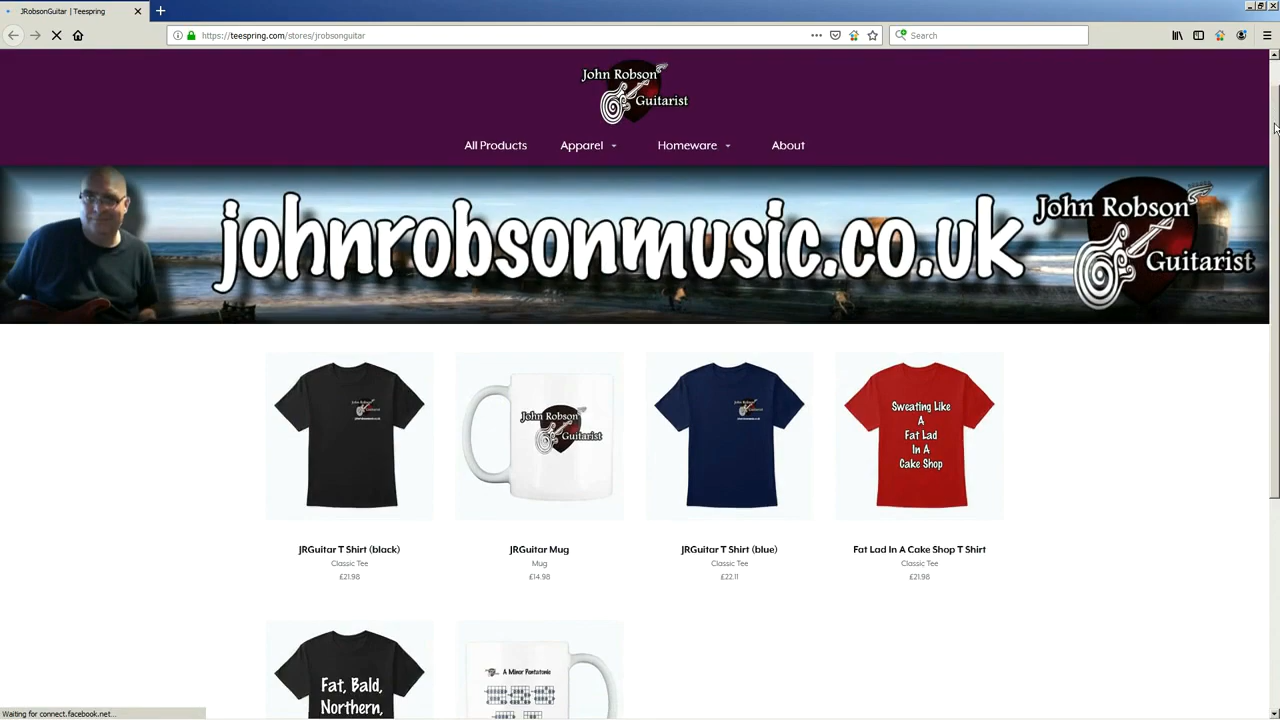 JRobsonGuitar | Teespring
https://teespring.com/stores/jrobsonguitar
Search
John Robson
Guitarist
All Products
Apparel
Homeware
About
johnrobsonmusic.co.uk
John Robson
Guitarist
John Robson
Guitarist
Sweating Like
A
Fat Lad
In A
Cake Shop
JRGuitar T Shirt (black)
Classic Tee
£21.98
JRGuitar Mug
Mug
£14.98
JRGuitar T Shirt (blue)
Classic Tee
£22.11
Fat Lad In A Cake Shop T Shirt
Classic Tee
£21.98
Fat, Bald,
Northern,
A Minor Pentatonic
Waiting for connect.facebook.net...